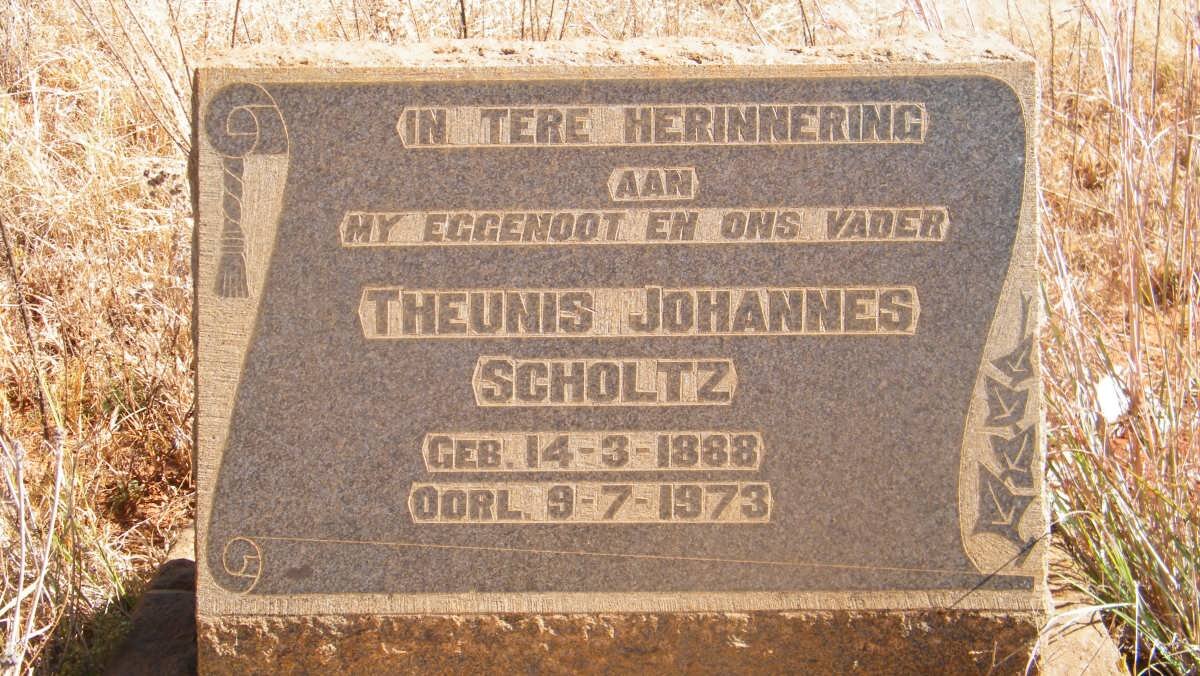 IN TERE HERINNERING
AAN
MY EGGENOOT EN ONS VADER
THEUNIS JOHANNES
SCHOLTZ
GEB. 14-3-1888
OORL. 9-7-1973